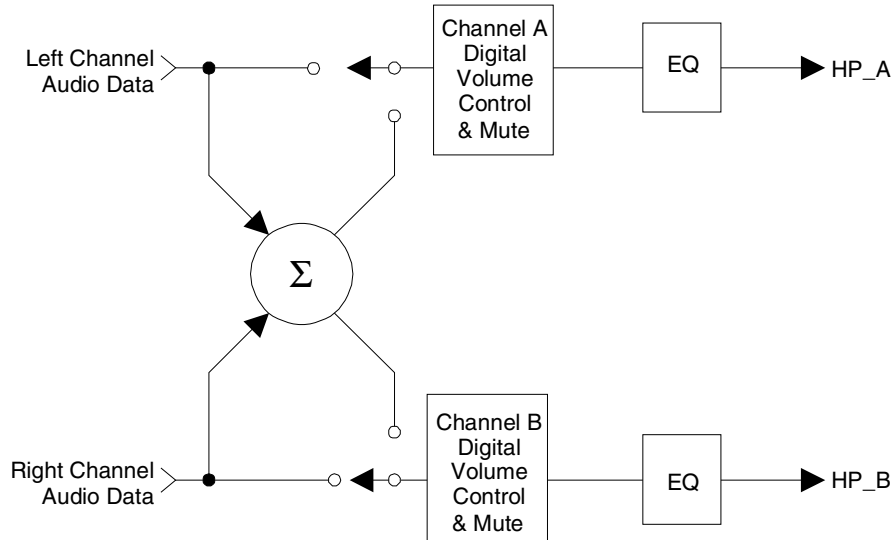 Left Channel
Audio Data
Channel A
Digital
Volume
Control
& Mute
EQ
HP_A
Σ
Right Channel
Audio Data
Channel B
Digital
Volume
Control
& Mute
EQ
HP_B